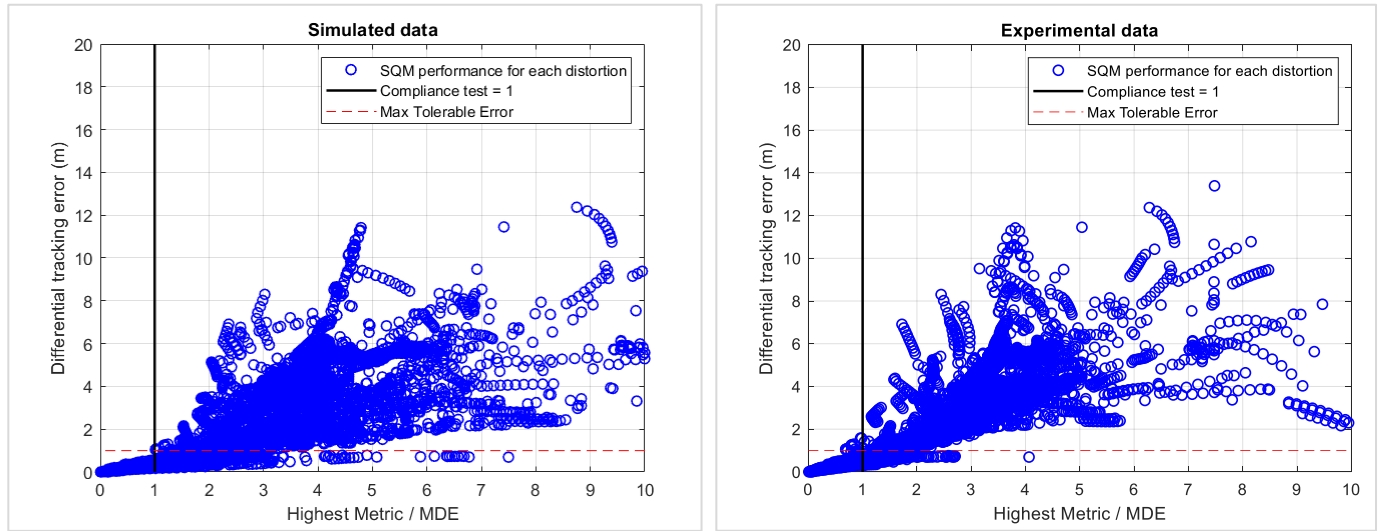 Simulated data
20
18
16
14
12
10
8
6
4
2
0
Differential tracking error (m)
SQM performance for each distortion
Compliance test = 1
Max Tolerable Error
0 1 2 3 4 5 6 7 8 9 10
Highest Metric / MDE
Experimental data
20
18
16
14
12
10
8
6
4
2
0
Differential tracking error (m)
SQM performance for each distortion
Compliance test = 1
Max Tolerable Error
0 1 2 3 4 5 6 7 8 9 10
Highest Metric / MDE